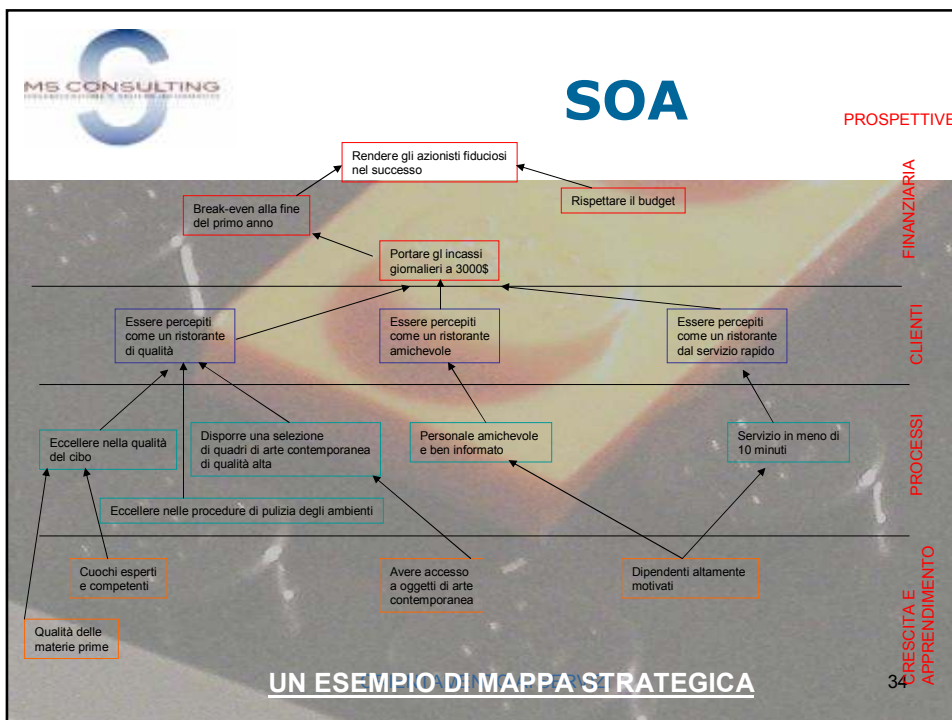 MS CONSULTING
SOA
PROSPETTIVE
FINANZIARIA
Rendere gli azionisti fiduciosi
nel successo
Break-even alla fine
del primo anno
Rispettare il budget
Portare gl incassi
giornalieri a 3000$
CLIENTI
Essere percepiti
come un ristorante
di qualità
Essere percepiti
come un ristorante
amichevole
Essere percepiti
come un ristorante
dal servizio rapido
PROCESSI
Eccellere nella qualità
del cibo
Disporre una selezione
di quadri di arte contemporanea
di qualità alta
Personale amichevole
e ben informato
Servizio in meno di
10 minuti
Eccellere nelle procedure di pulizia degli ambienti
CRESCITA E
APPRENDIMENTO
Cuochi esperti
e competenti
Avere accesso
a oggetti di arte
contemporanea
Dipendenti altamente
motivati
Qualità delle
materie prime
UN ESEMPIO DI MAPPA STRATEGICA
34